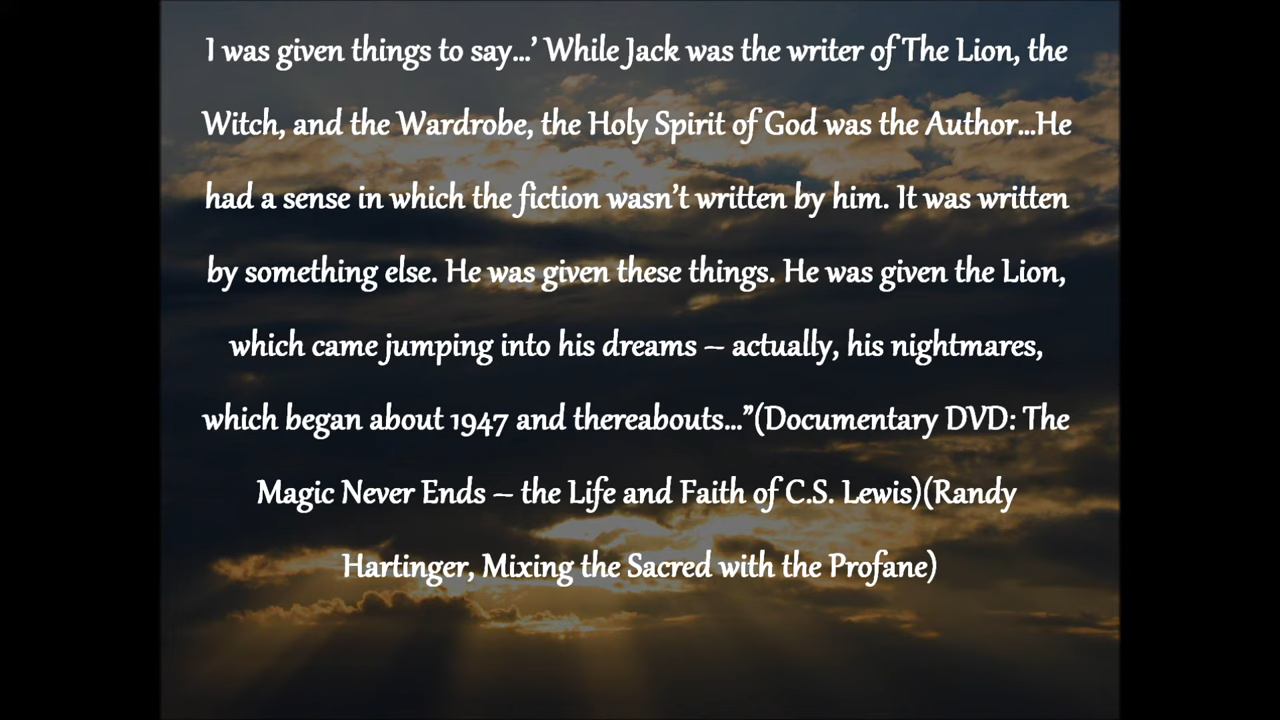 I was given things to say...’ While Jack was the writer of The Lion, the
Witch, and the Wardrobe, the Holy Spirit of God was the Author...He
had a sense in which the fiction wasn’t written by him. It was written
by something else. He was given these things. He was given the Lion,
which came jumping into his dreams – actually, his nightmares,
which began about 1947 and thereabouts...”(Documentary DVD: The
Magic Never Ends – the Life and Faith of C.S. Lewis)(Randy
Hartinger, Mixing the Sacred with the Profane)